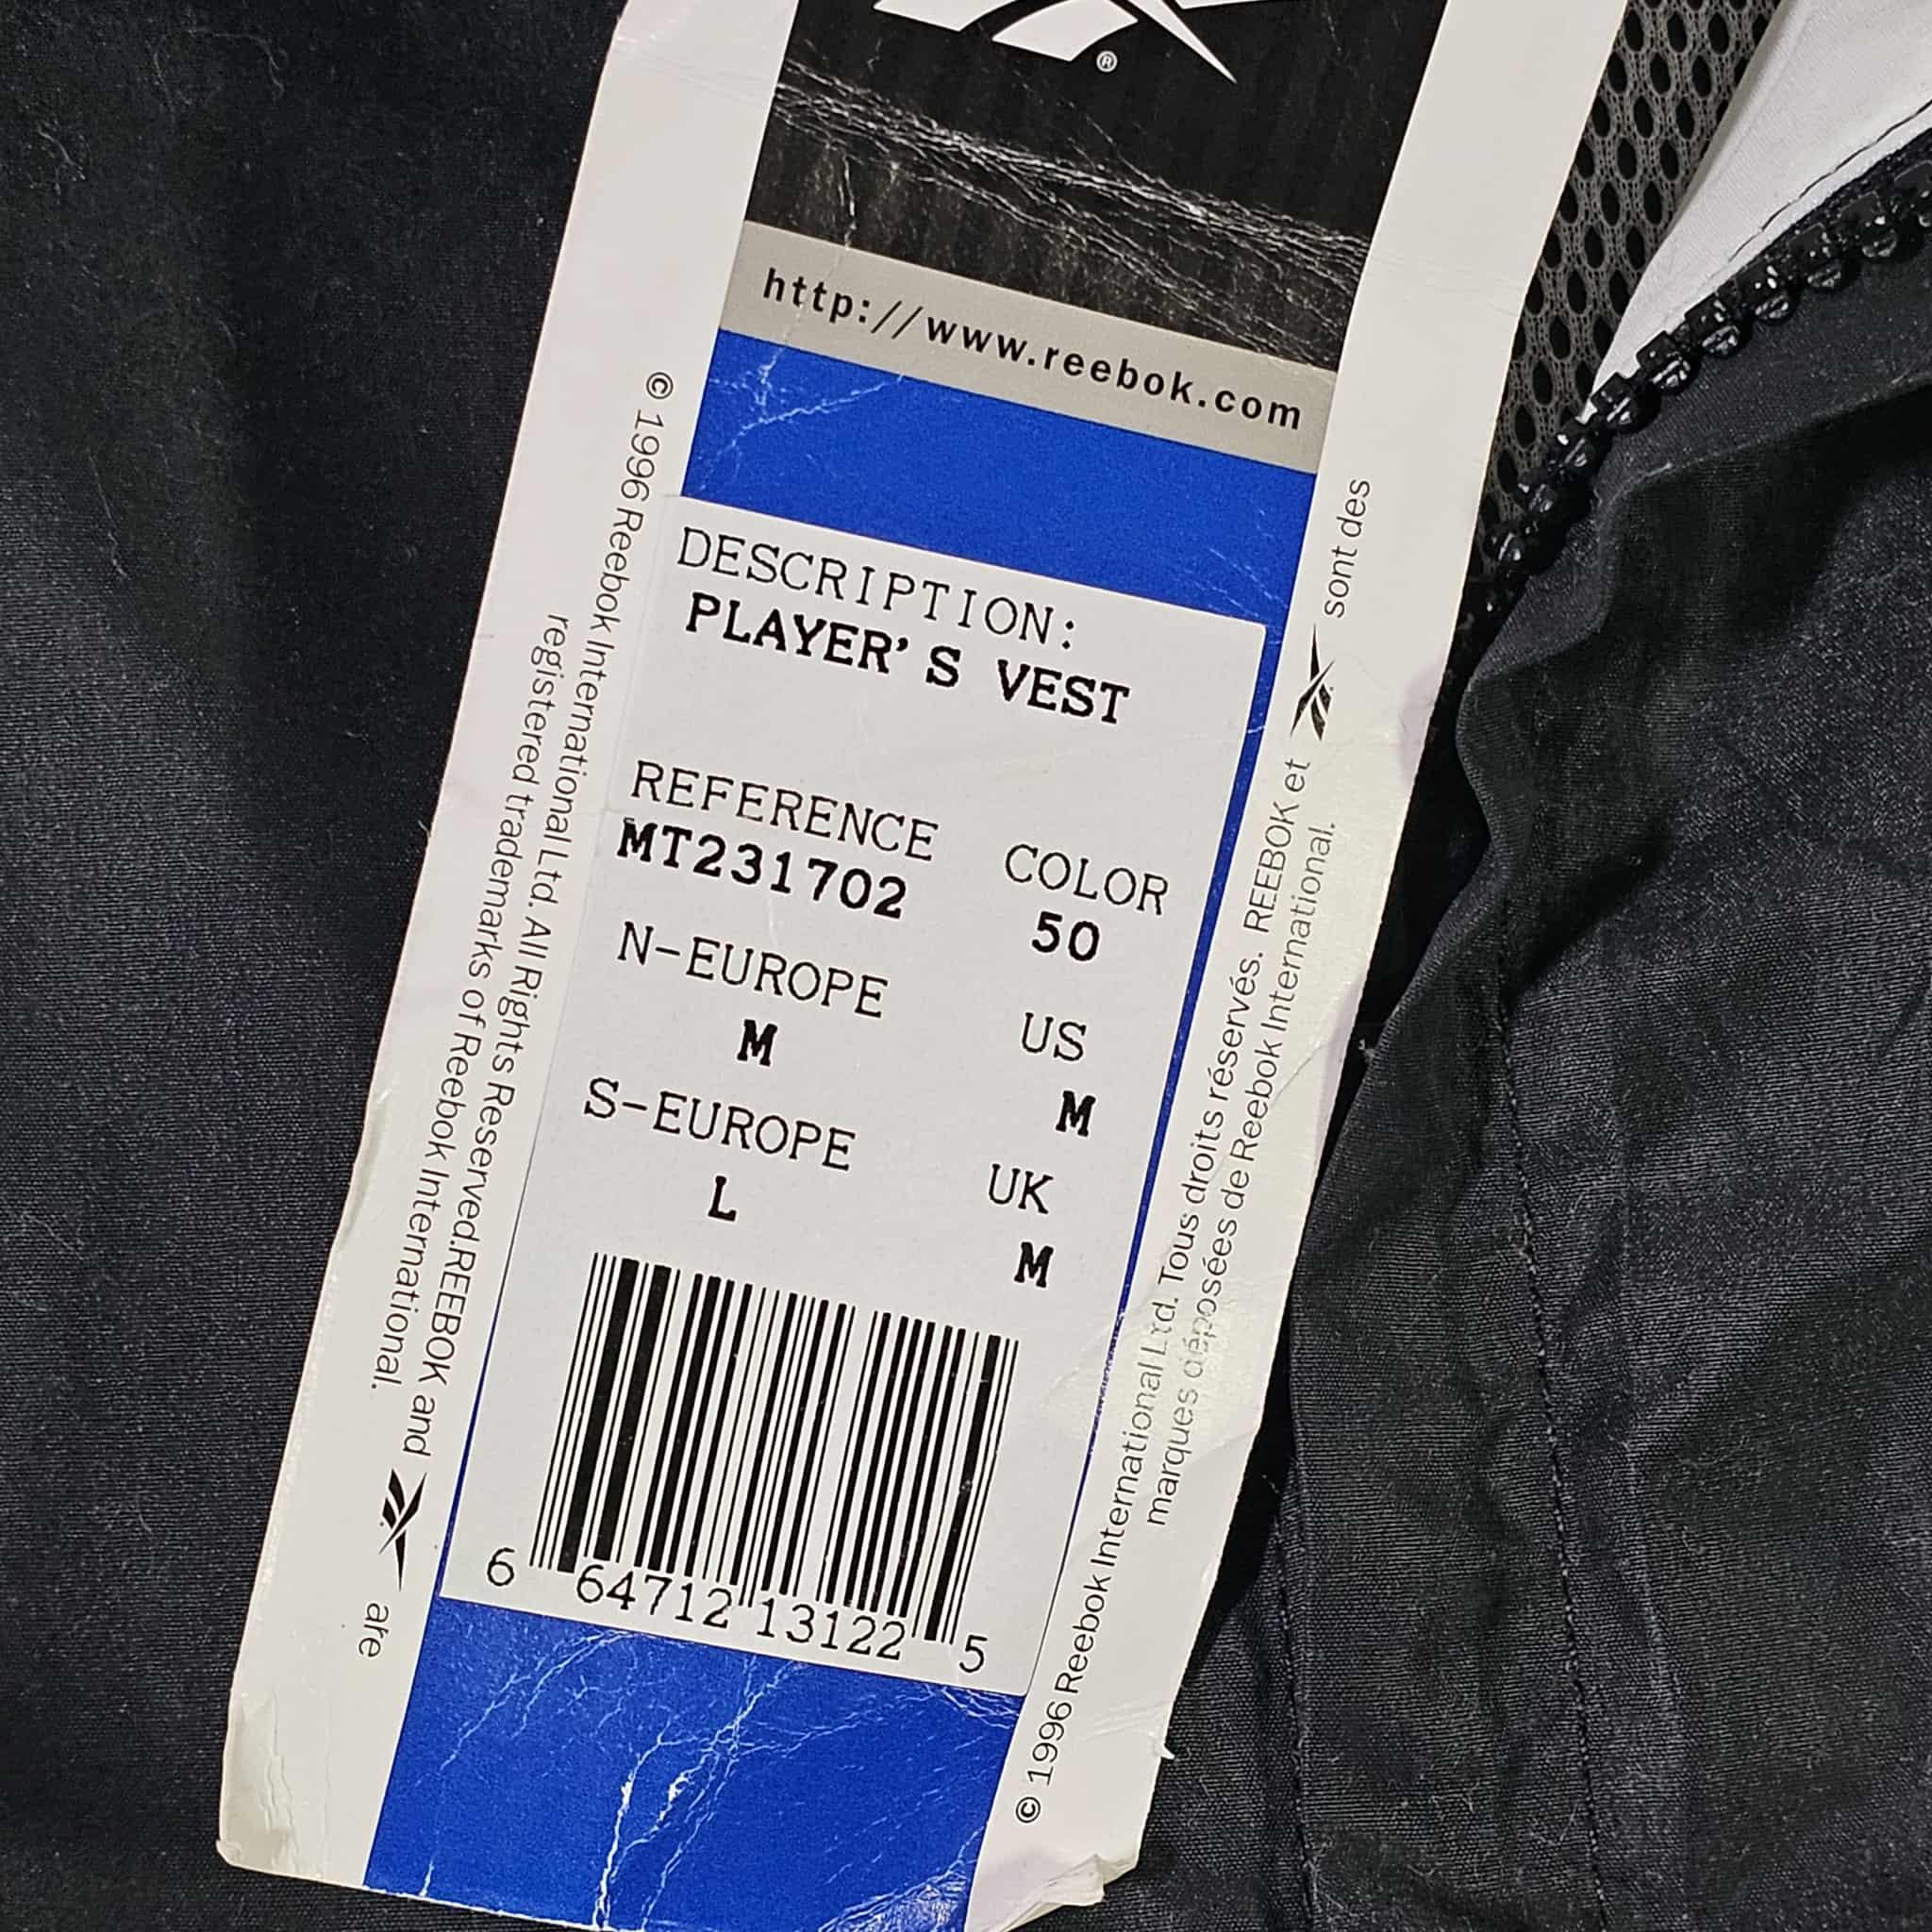 ®
http://www.reebok.com
DESCRIPTION:
PLAYER'S VEST
REFERENCE COLOR
MT231702 50
N-EUROPE US
M M
S-EUROPE UK
L M
6 64712 13122 5
© 1996 Reebok International Ltd. All Rights Reserved.REEBOK and are
registered trademarks of Reebok International.
© 1996 Reebok International Ltd. Tous droits réservés. REEBOK et sont des
marques déposées de Reebok International.